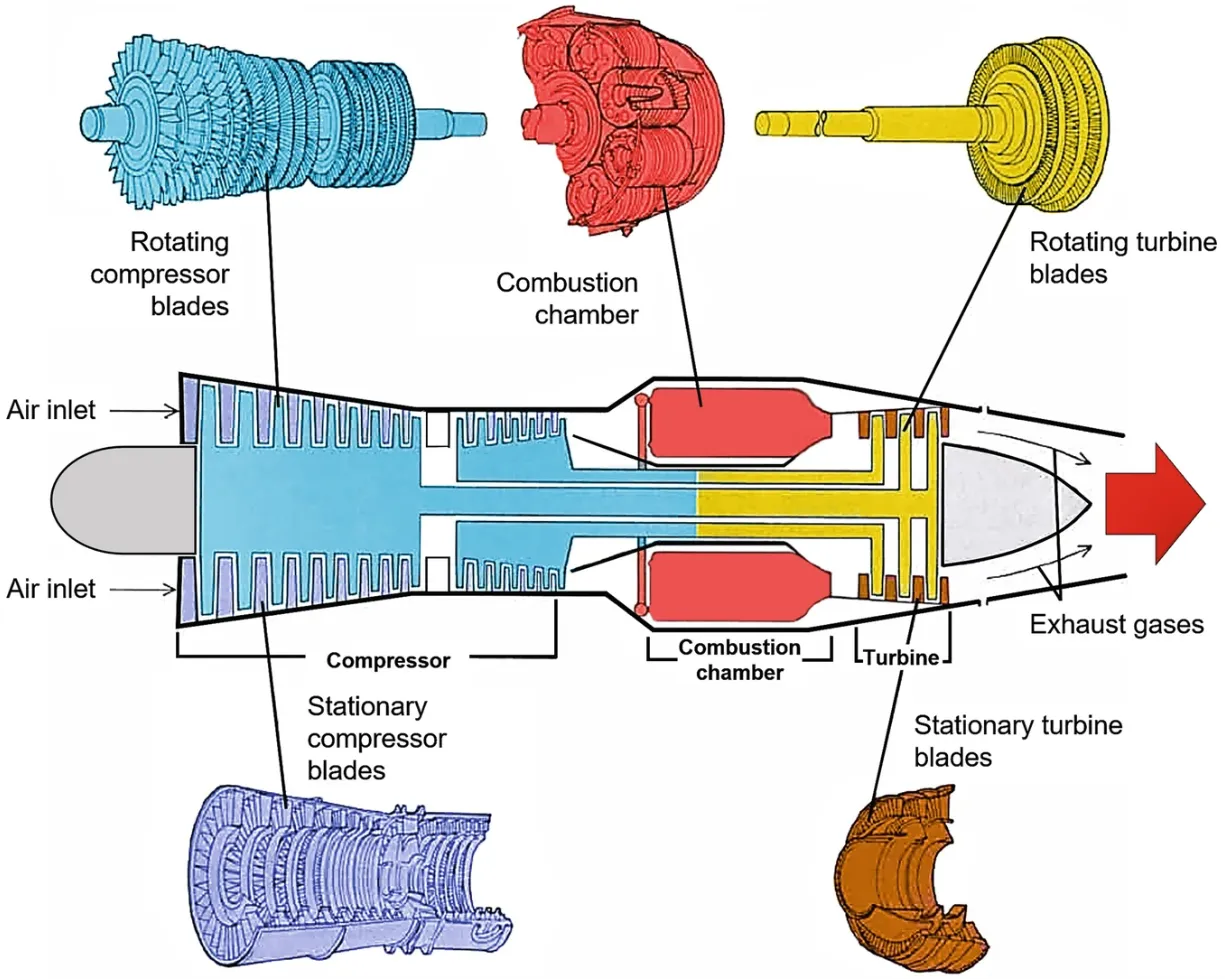 Rotating
compressor
blades
Combustion
chamber
Rotating turbine
blades
Air inlet
Air inlet
Exhaust gases
Compressor
Combustion
chamber
Turbine
Stationary
compressor
blades
Stationary turbine
blades